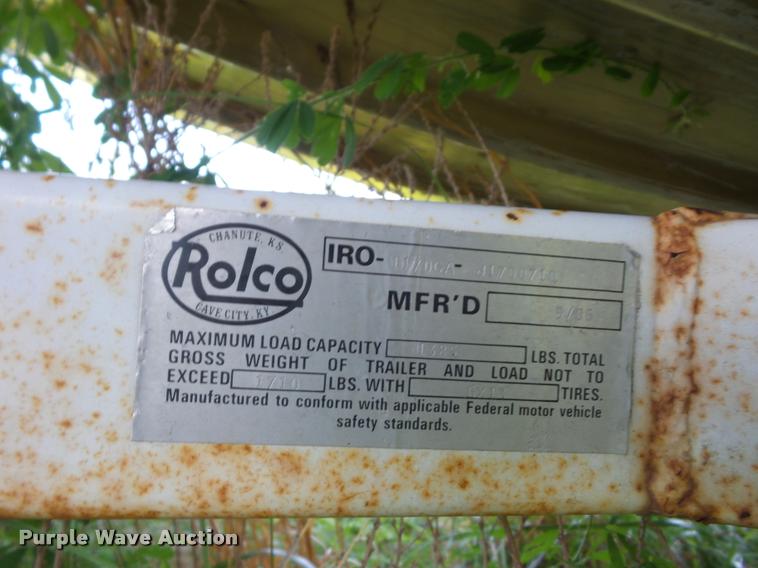 CHANUTE, KS.
Rolco
CAVE CITY, KY.
IRO-
MFR'D
MAXIMUM LOAD CAPACITY LBS. TOTAL
GROSS WEIGHT OF TRAILER AND LOAD NOT TO
EXCEED LBS. WITH TIRES.
Manufactured to conform with applicable Federal motor vehicle
safety standards.
Purple Wave Auction